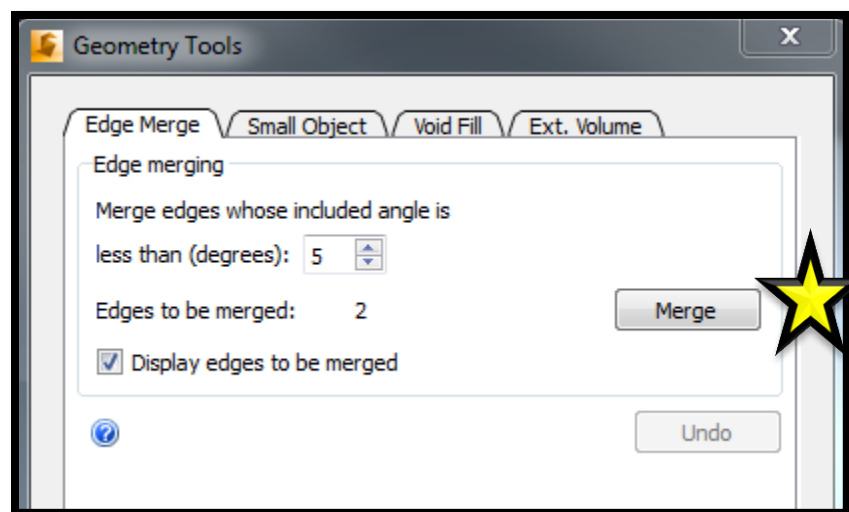 Geometry Tools
Edge Merge Small Object Void Fill Ext. Volume
Edge merging
Merge edges whose included angle is
less than (degrees): 5
Edges to be merged: 2 Merge
Display edges to be merged
Undo